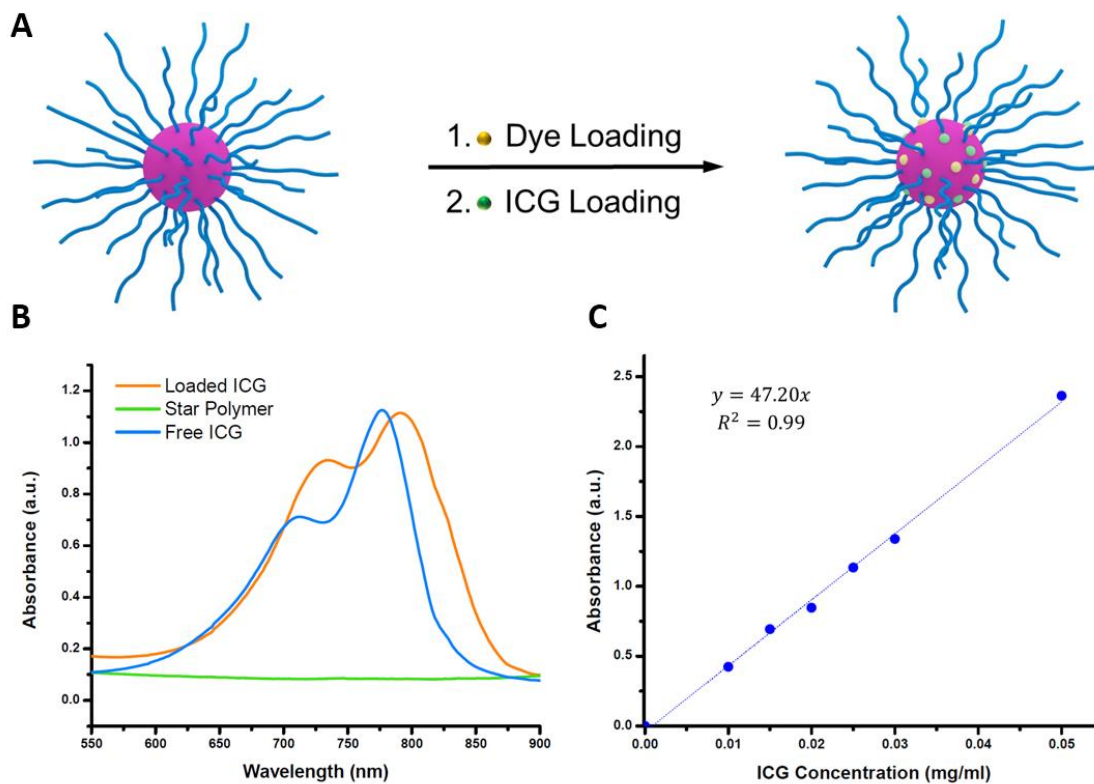 A
1. Dye Loading
2. ICG Loading
B
Loaded ICG
Star Polymer
Free ICG
1.2
1.0
0.8
0.6
0.4
0.2
0.0
Absorbance (a.u.)
550 600 650 700 750 800 850 900
Wavelength (nm)
C
y = 47.20x
R² = 0.99
2.5
2.0
1.5
1.0
0.5
0.0
Absorbance (a.u.)
0.00 0.01 0.02 0.03 0.04 0.05
ICG Concentration (mg/ml)